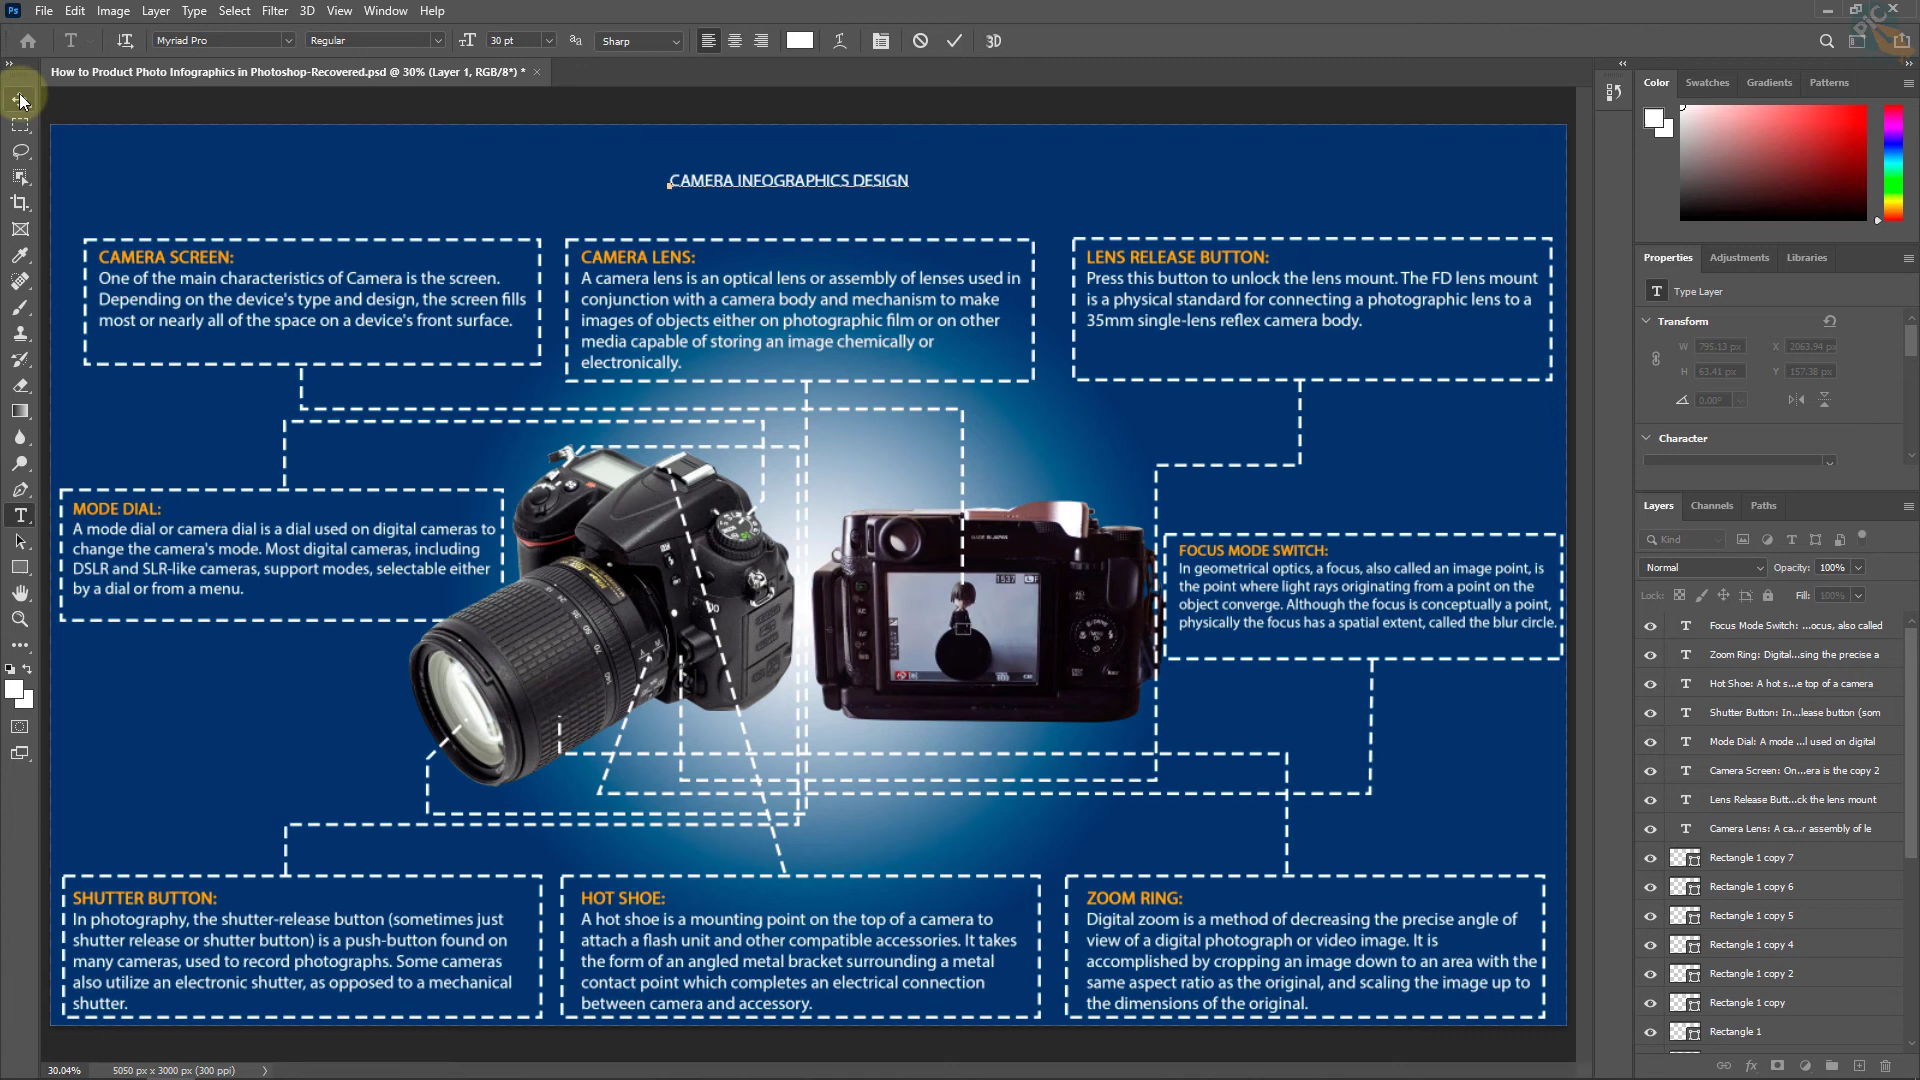 Ps File Edit Image Layer Type Select Filter 3D View Window Help
PiC
T Myriad Pro Regular 30 pt Sharp 3D
How to Product Photo Infographics in Photoshop-Recovered.psd @ 30% (Layer 1, RGB/8*) *
CAMERA INFOGRAPHICS DESIGN
CAMERA SCREEN:
One of the main characteristics of Camera is the screen.
Depending on the device's type and design, the screen fills
most or nearly all of the space on a device's front surface.
CAMERA LENS:
A camera lens is an optical lens or assembly of lenses used in
conjunction with a camera body and mechanism to make
images of objects either on photographic film or on other
media capable of storing an image chemically or
electronically.
LENS RELEASE BUTTON:
Press this button to unlock the lens mount. The FD lens mount
is a physical standard for connecting a photographic lens to a
35mm single-lens reflex camera body.
MODE DIAL:
A mode dial or camera dial is a dial used on digital cameras to
change the camera's mode. Most digital cameras, including
DSLR and SLR-like cameras, support modes, selectable either
by a dial or from a menu.
MADE IN JAPAN
1537
FOCUS MODE SWITCH:
In geometrical optics, a focus, also called an image point, is
the point where light rays originating from a point on the
object converge. Although the focus is conceptually a point,
physically the focus has a spatial extent, called the blur circle.
SHUTTER BUTTON:
In photography, the shutter-release button (sometimes just
shutter release or shutter button) is a push-button found on
many cameras, used to record photographs. Some cameras
also utilize an electronic shutter, as opposed to a mechanical
shutter.
HOT SHOE:
A hot shoe is a mounting point on the top of a camera to
attach a flash unit and other compatible accessories. It takes
the form of an angled metal bracket surrounding a metal
contact point which completes an electrical connection
between camera and accessory.
ZOOM RING:
Digital zoom is a method of decreasing the precise angle of
view of a digital photograph or video image. It is
accomplished by cropping an image down to an area with the
same aspect ratio as the original, and scaling the image up to
the dimensions of the original.
30.04% 5050 px x 3000 px (300 ppi)
Color Swatches Gradients Patterns
Properties Adjustments Libraries
T Type Layer
Transform
W 795.13 px X 2063.94 px
H 63.41 px Y 157.38 px
0.00°
Character
Layers Channels Paths
Kind
Normal Opacity: 100%
Lock: Fill: 100%
T Focus Mode Switch: ...ocus, also called
T Zoom Ring: Digital...sing the precise a
T Hot Shoe: A hot s...e top of a camera
T Shutter Button: In...lease button (som
T Mode Dial: A mode ...l used on digital
T Camera Screen: On...era is the copy 2
T Lens Release Butt...ck the lens mount
T Camera Lens: A ca...r assembly of le
Rectangle 1 copy 7
Rectangle 1 copy 6
Rectangle 1 copy 5
Rectangle 1 copy 4
Rectangle 1 copy 2
Rectangle 1 copy
Rectangle 1
fx